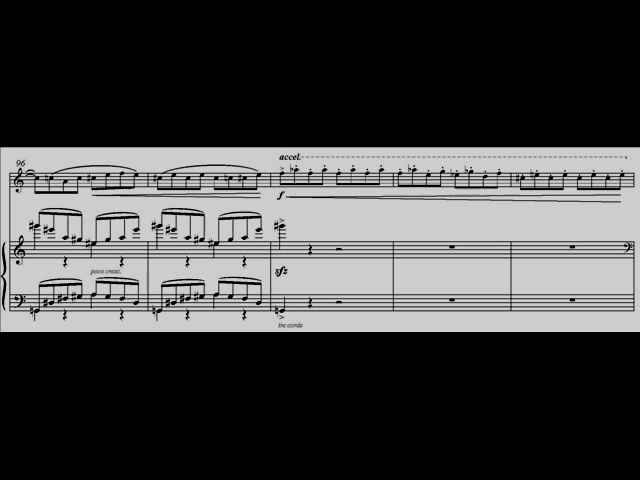 96
accel.
f
poco cresc.
sfz
tre corde